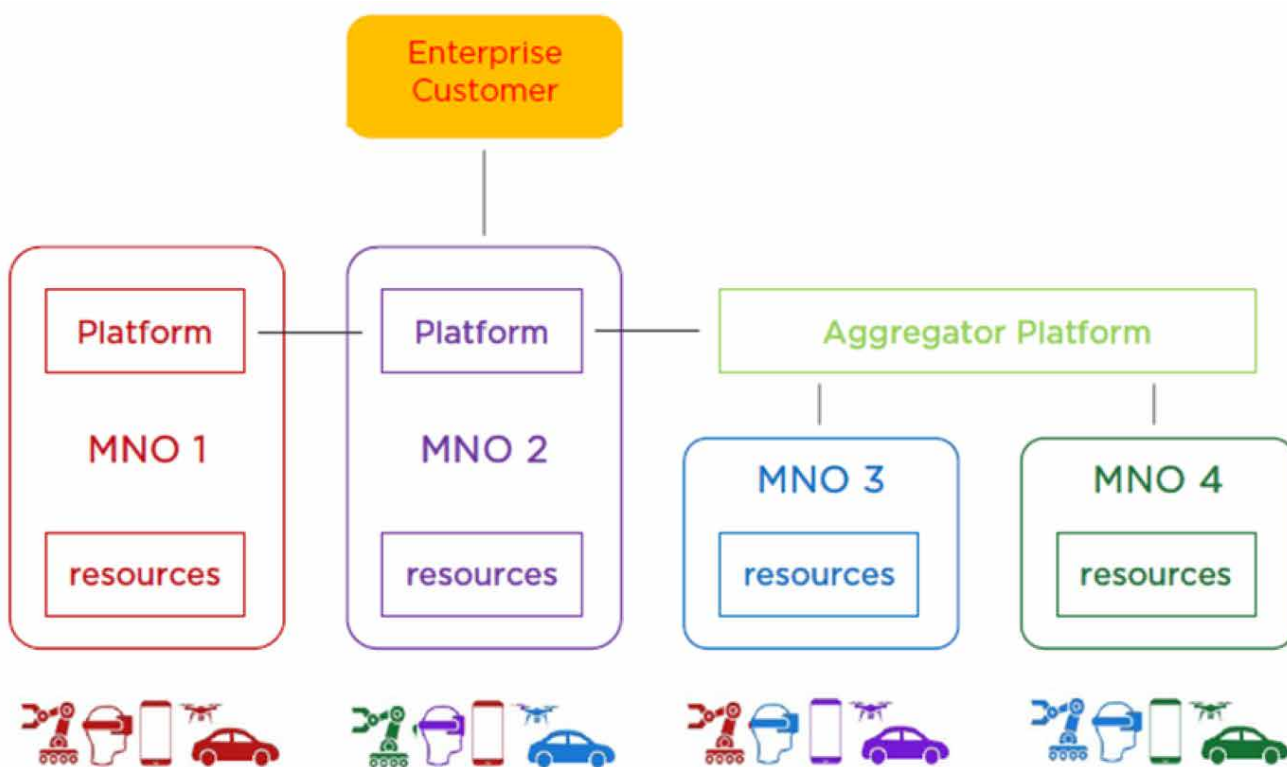 Enterprise
Customer
Platform
Platform
Aggregator Platform
MNO 1
MNO 2
MNO 3
MNO 4
resources
resources
resources
resources